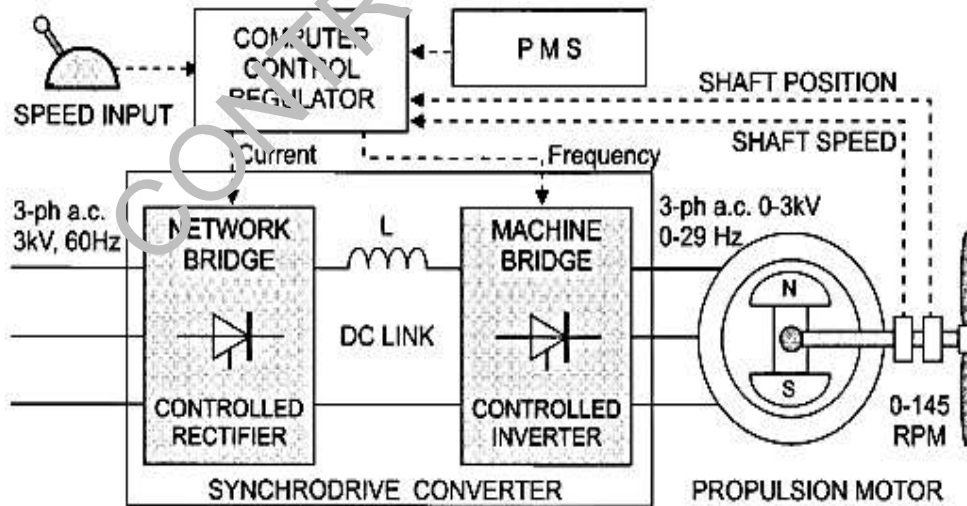 COMPUTER
CONTROL
REGULATOR
P M S
SPEED INPUT
SHAFT POSITION
SHAFT SPEED
Current
Frequency
3-ph a.c.
3kV, 60Hz
NETWORK
BRIDGE
L
DC LINK
CONTROLLED
RECTIFIER
MACHINE
BRIDGE
CONTROLLED
INVERTER
3-ph a.c. 0-3kV
0-29 Hz
N
S
0-145
RPM
SYNCHRODRIVE CONVERTER
PROPULSION MOTOR
CONTR